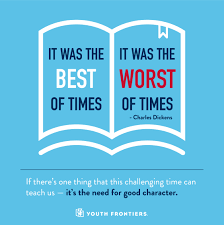 IT WAS THE
BEST
OF TIMES
IT WAS THE
WORST
OF TIMES
- Charles Dickens
If there's one thing that this challenging time can
teach us — it's the need for good character.
YOUTH FRONTIERS